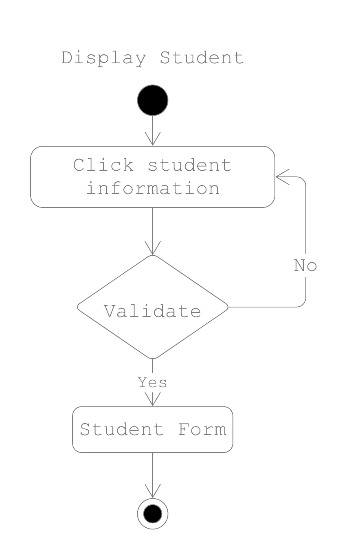 Display Student
Click student
information
No
Validate
Yes
Student Form